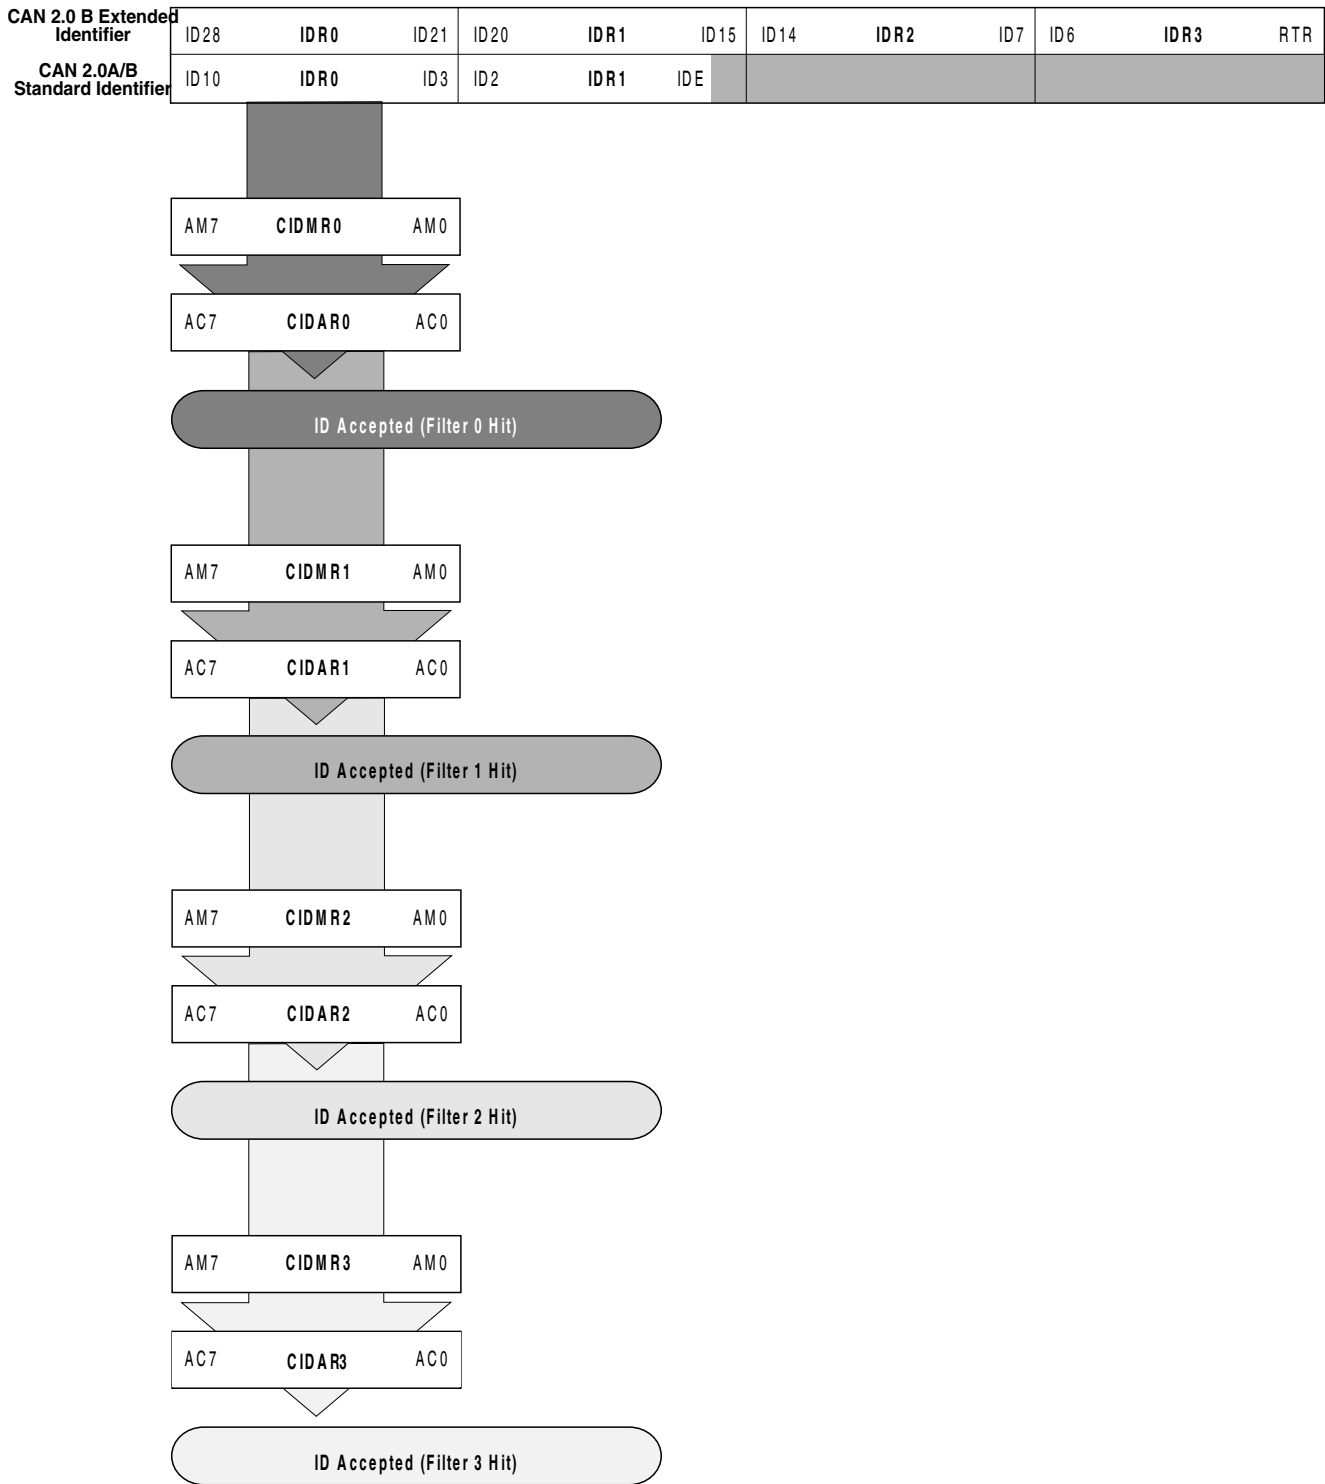 CAN 2.0 B Extended
Identifier
ID28 IDR0 ID21 ID20 IDR1 ID15 ID14 IDR2 ID7 ID6 IDR3 RTR
CAN 2.0A/B
Standard Identifier
ID10 IDR0 ID3 ID2 IDR1 IDE
AM7 CIDMR0 AM0
AC7 CIDAR0 AC0
ID Accepted (Filter 0 Hit)
AM7 CIDMR1 AM0
AC7 CIDAR1 AC0
ID Accepted (Filter 1 Hit)
AM7 CIDMR2 AM0
AC7 CIDAR2 AC0
ID Accepted (Filter 2 Hit)
AM7 CIDMR3 AM0
AC7 CIDAR3 AC0
ID Accepted (Filter 3 Hit)